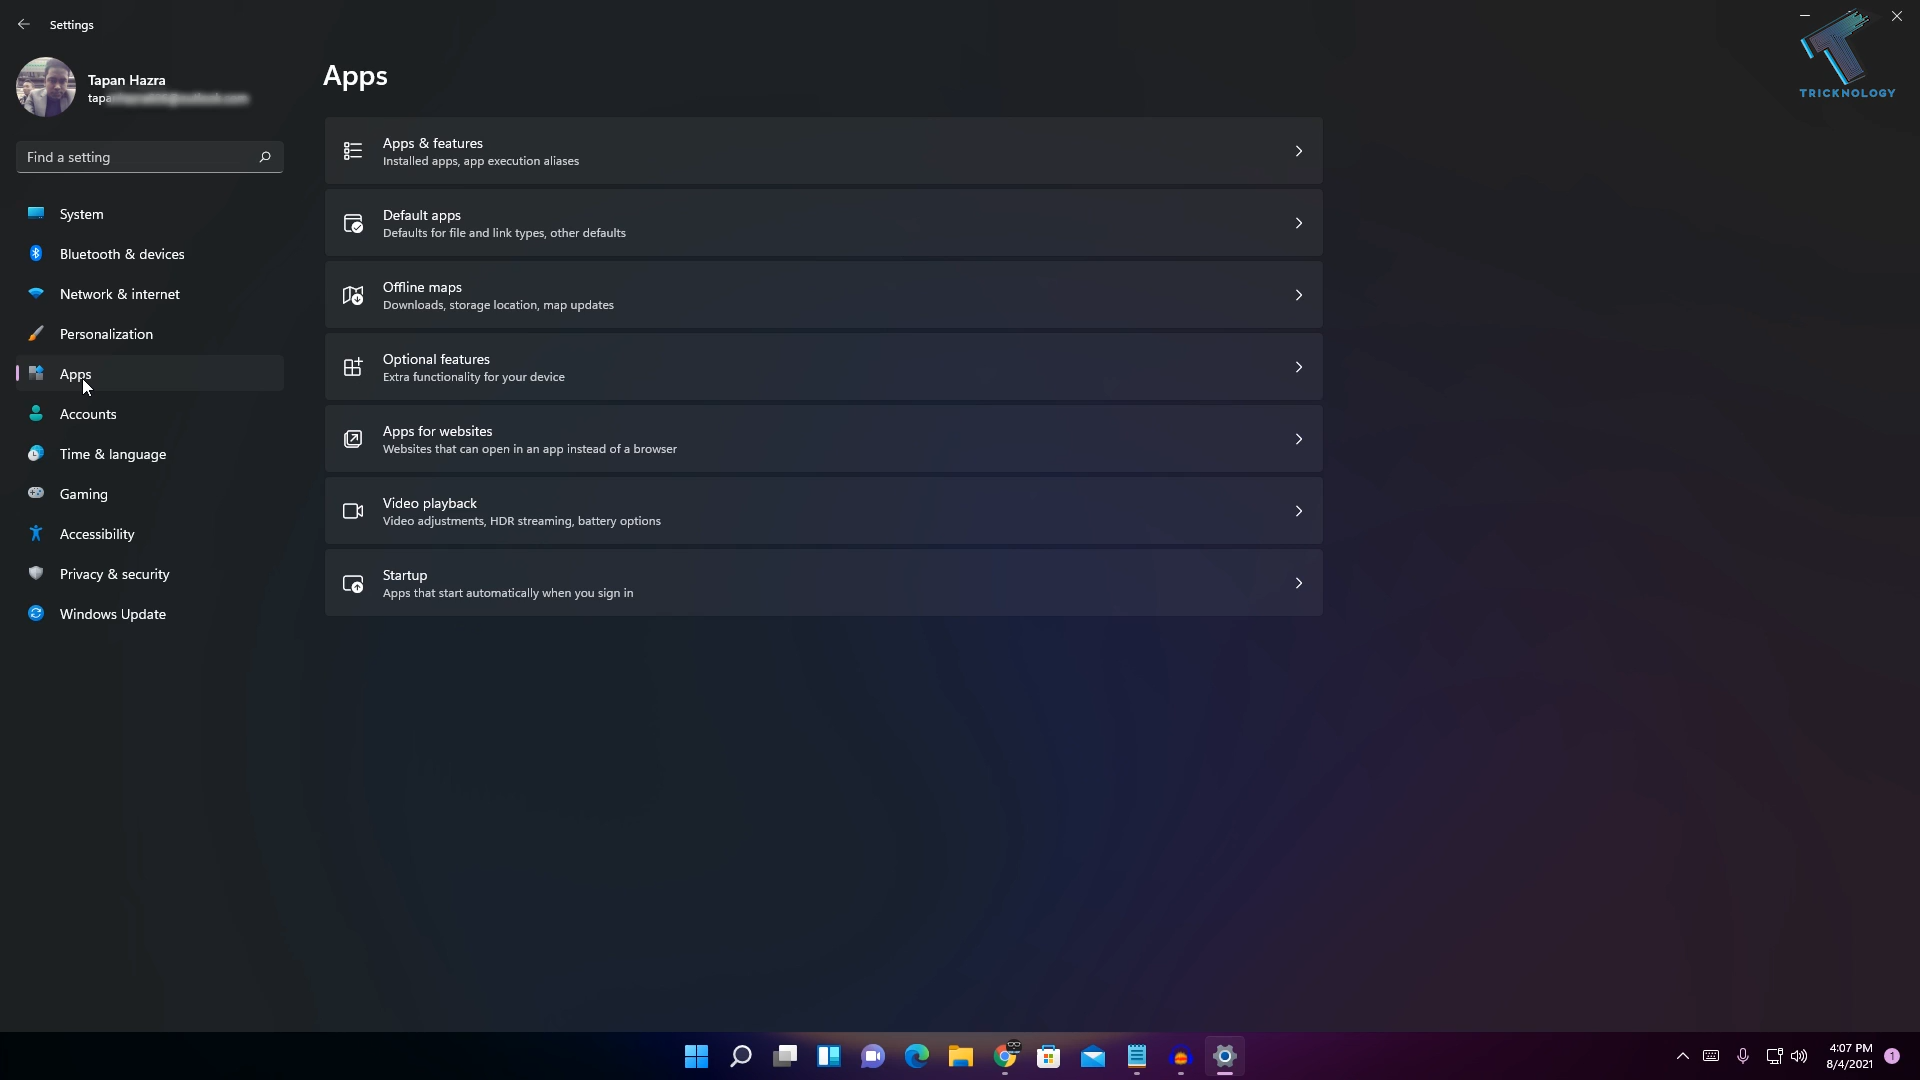 Settings
Tapan Hazra
tapa
Find a setting
System
Bluetooth & devices
Network & internet
Personalization
Apps
Accounts
Time & language
Gaming
Accessibility
Privacy & security
Windows Update
Apps
Apps & features
Installed apps, app execution aliases
Default apps
Defaults for file and link types, other defaults
Offline maps
Downloads, storage location, map updates
Optional features
Extra functionality for your device
Apps for websites
Websites that can open in an app instead of a browser
Video playback
Video adjustments, HDR streaming, battery options
Startup
Apps that start automatically when you sign in
TRICKNOLOGY
4:07 PM
8/4/2021
1